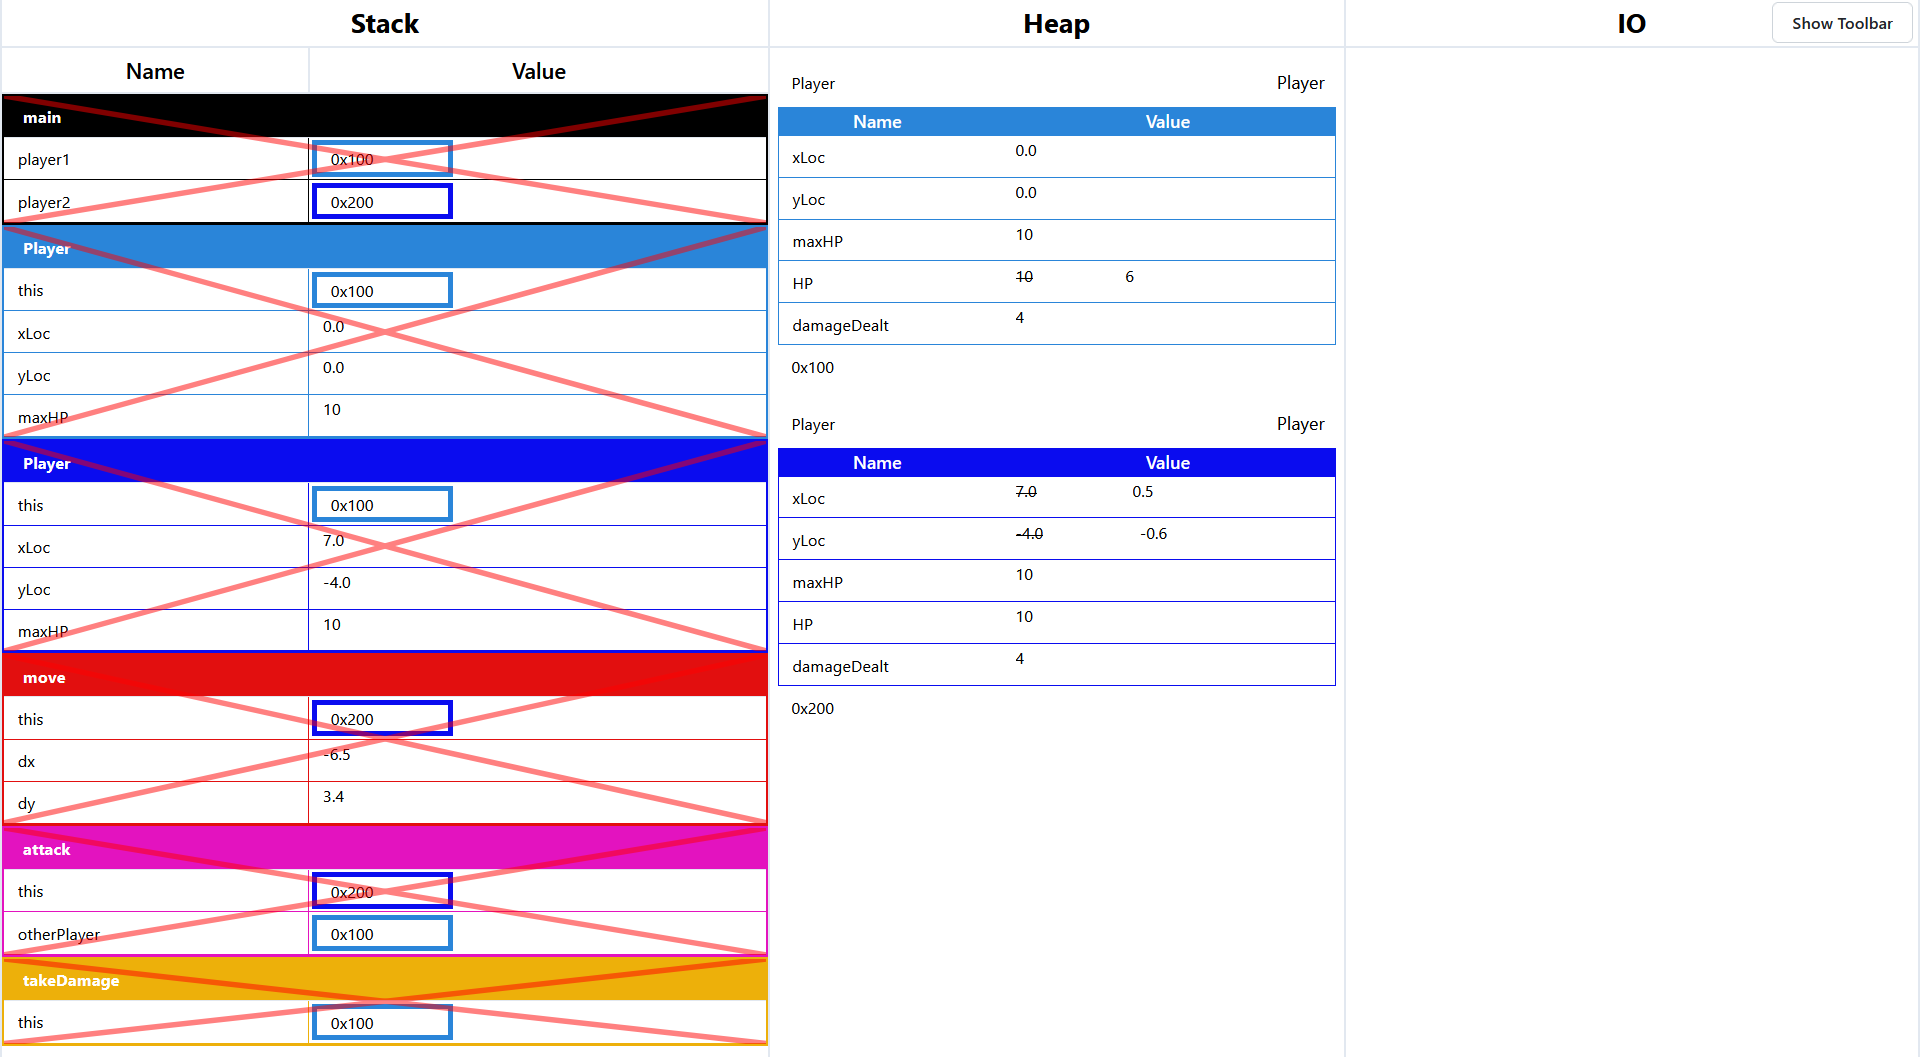 Stack
Name Value
main
player1 0x100
player2 0x200
Player
this 0x100
xLoc 0.0
yLoc 0.0
maxHP 10
Player
this 0x100
xLoc 7.0
yLoc -4.0
maxHP 10
move
this 0x200
dx -6.5
dy 3.4
attack
this 0x200
otherPlayer 0x100
takeDamage
this 0x100
Heap
Player Player
Name Value
xLoc 0.0
yLoc 0.0
maxHP 10
HP 10 6
damageDealt 4
0x100
Player Player
Name Value
xLoc 7.0 0.5
yLoc -4.0 -0.6
maxHP 10
HP 10
damageDealt 4
0x200
IO
Show Toolbar